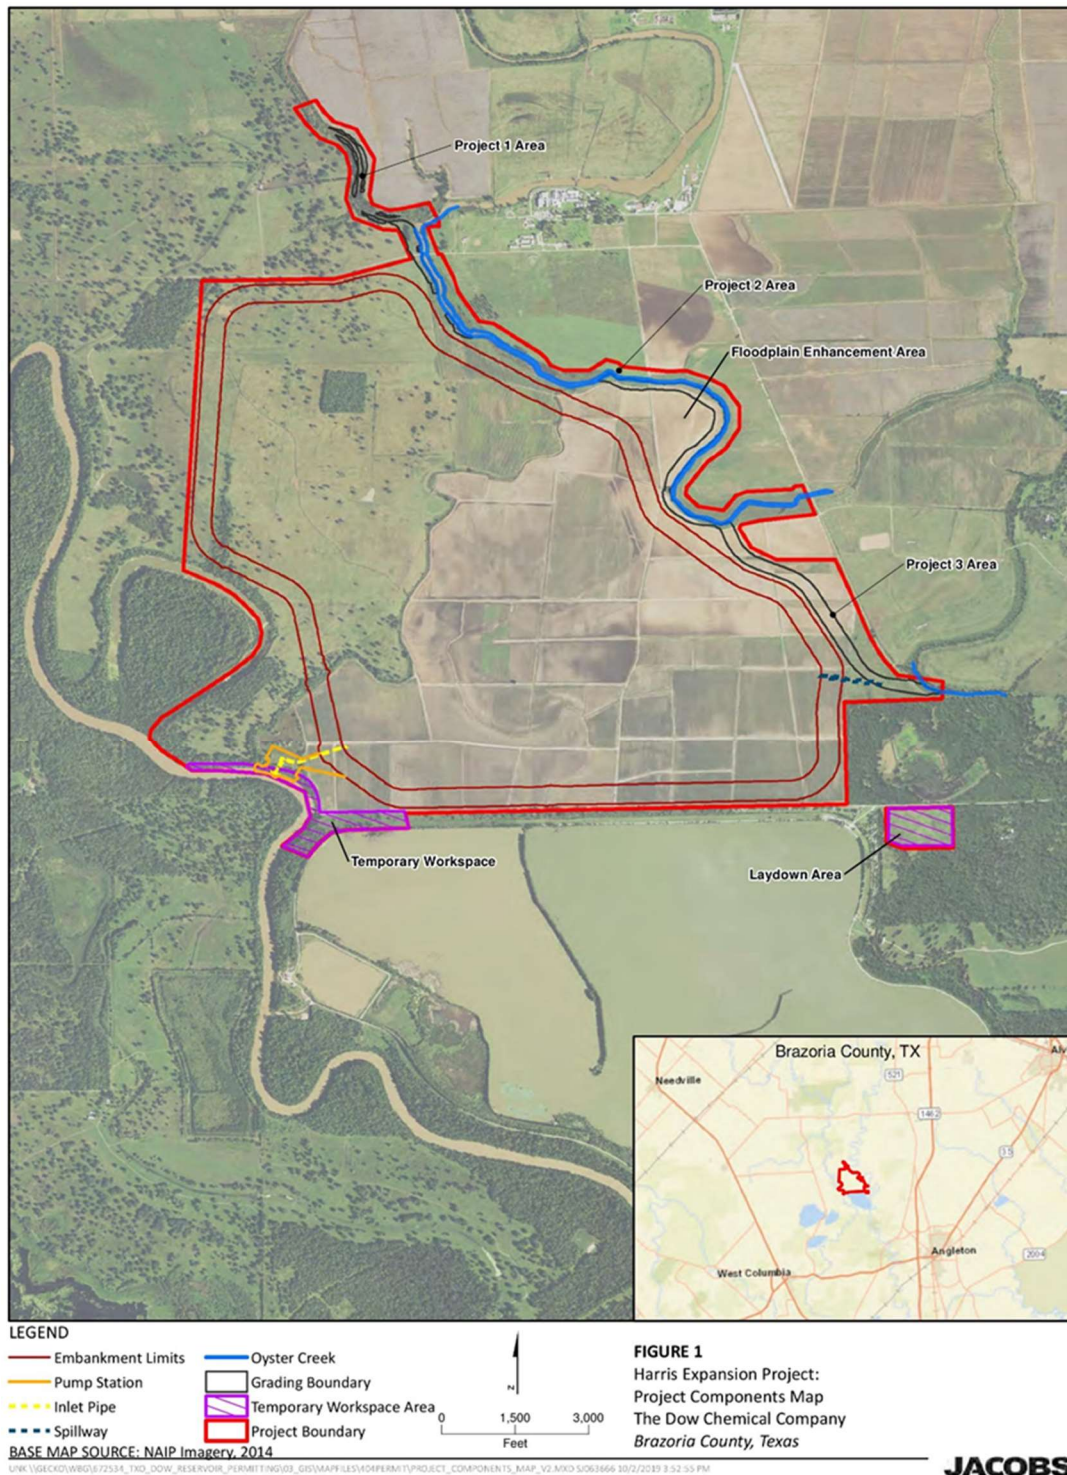 Project 1 Area
Project 2 Area
Floodplain Enhancement Area
Project 3 Area
Temporary Workspace
Laydown Area
Brazoria County, TX
Needville
521
1462
35
Angleton
2004
West Columbia
LEGEND
Embankment Limits
Pump Station
Inlet Pipe
Spillway
Oyster Creek
Grading Boundary
Temporary Workspace Area
Project Boundary
BASE MAP SOURCE: NAIP Imagery, 2014
N
0 1,500 3,000
Feet
FIGURE 1
Harris Expansion Project:
Project Components Map
The Dow Chemical Company
Brazoria County, Texas
JACOBS